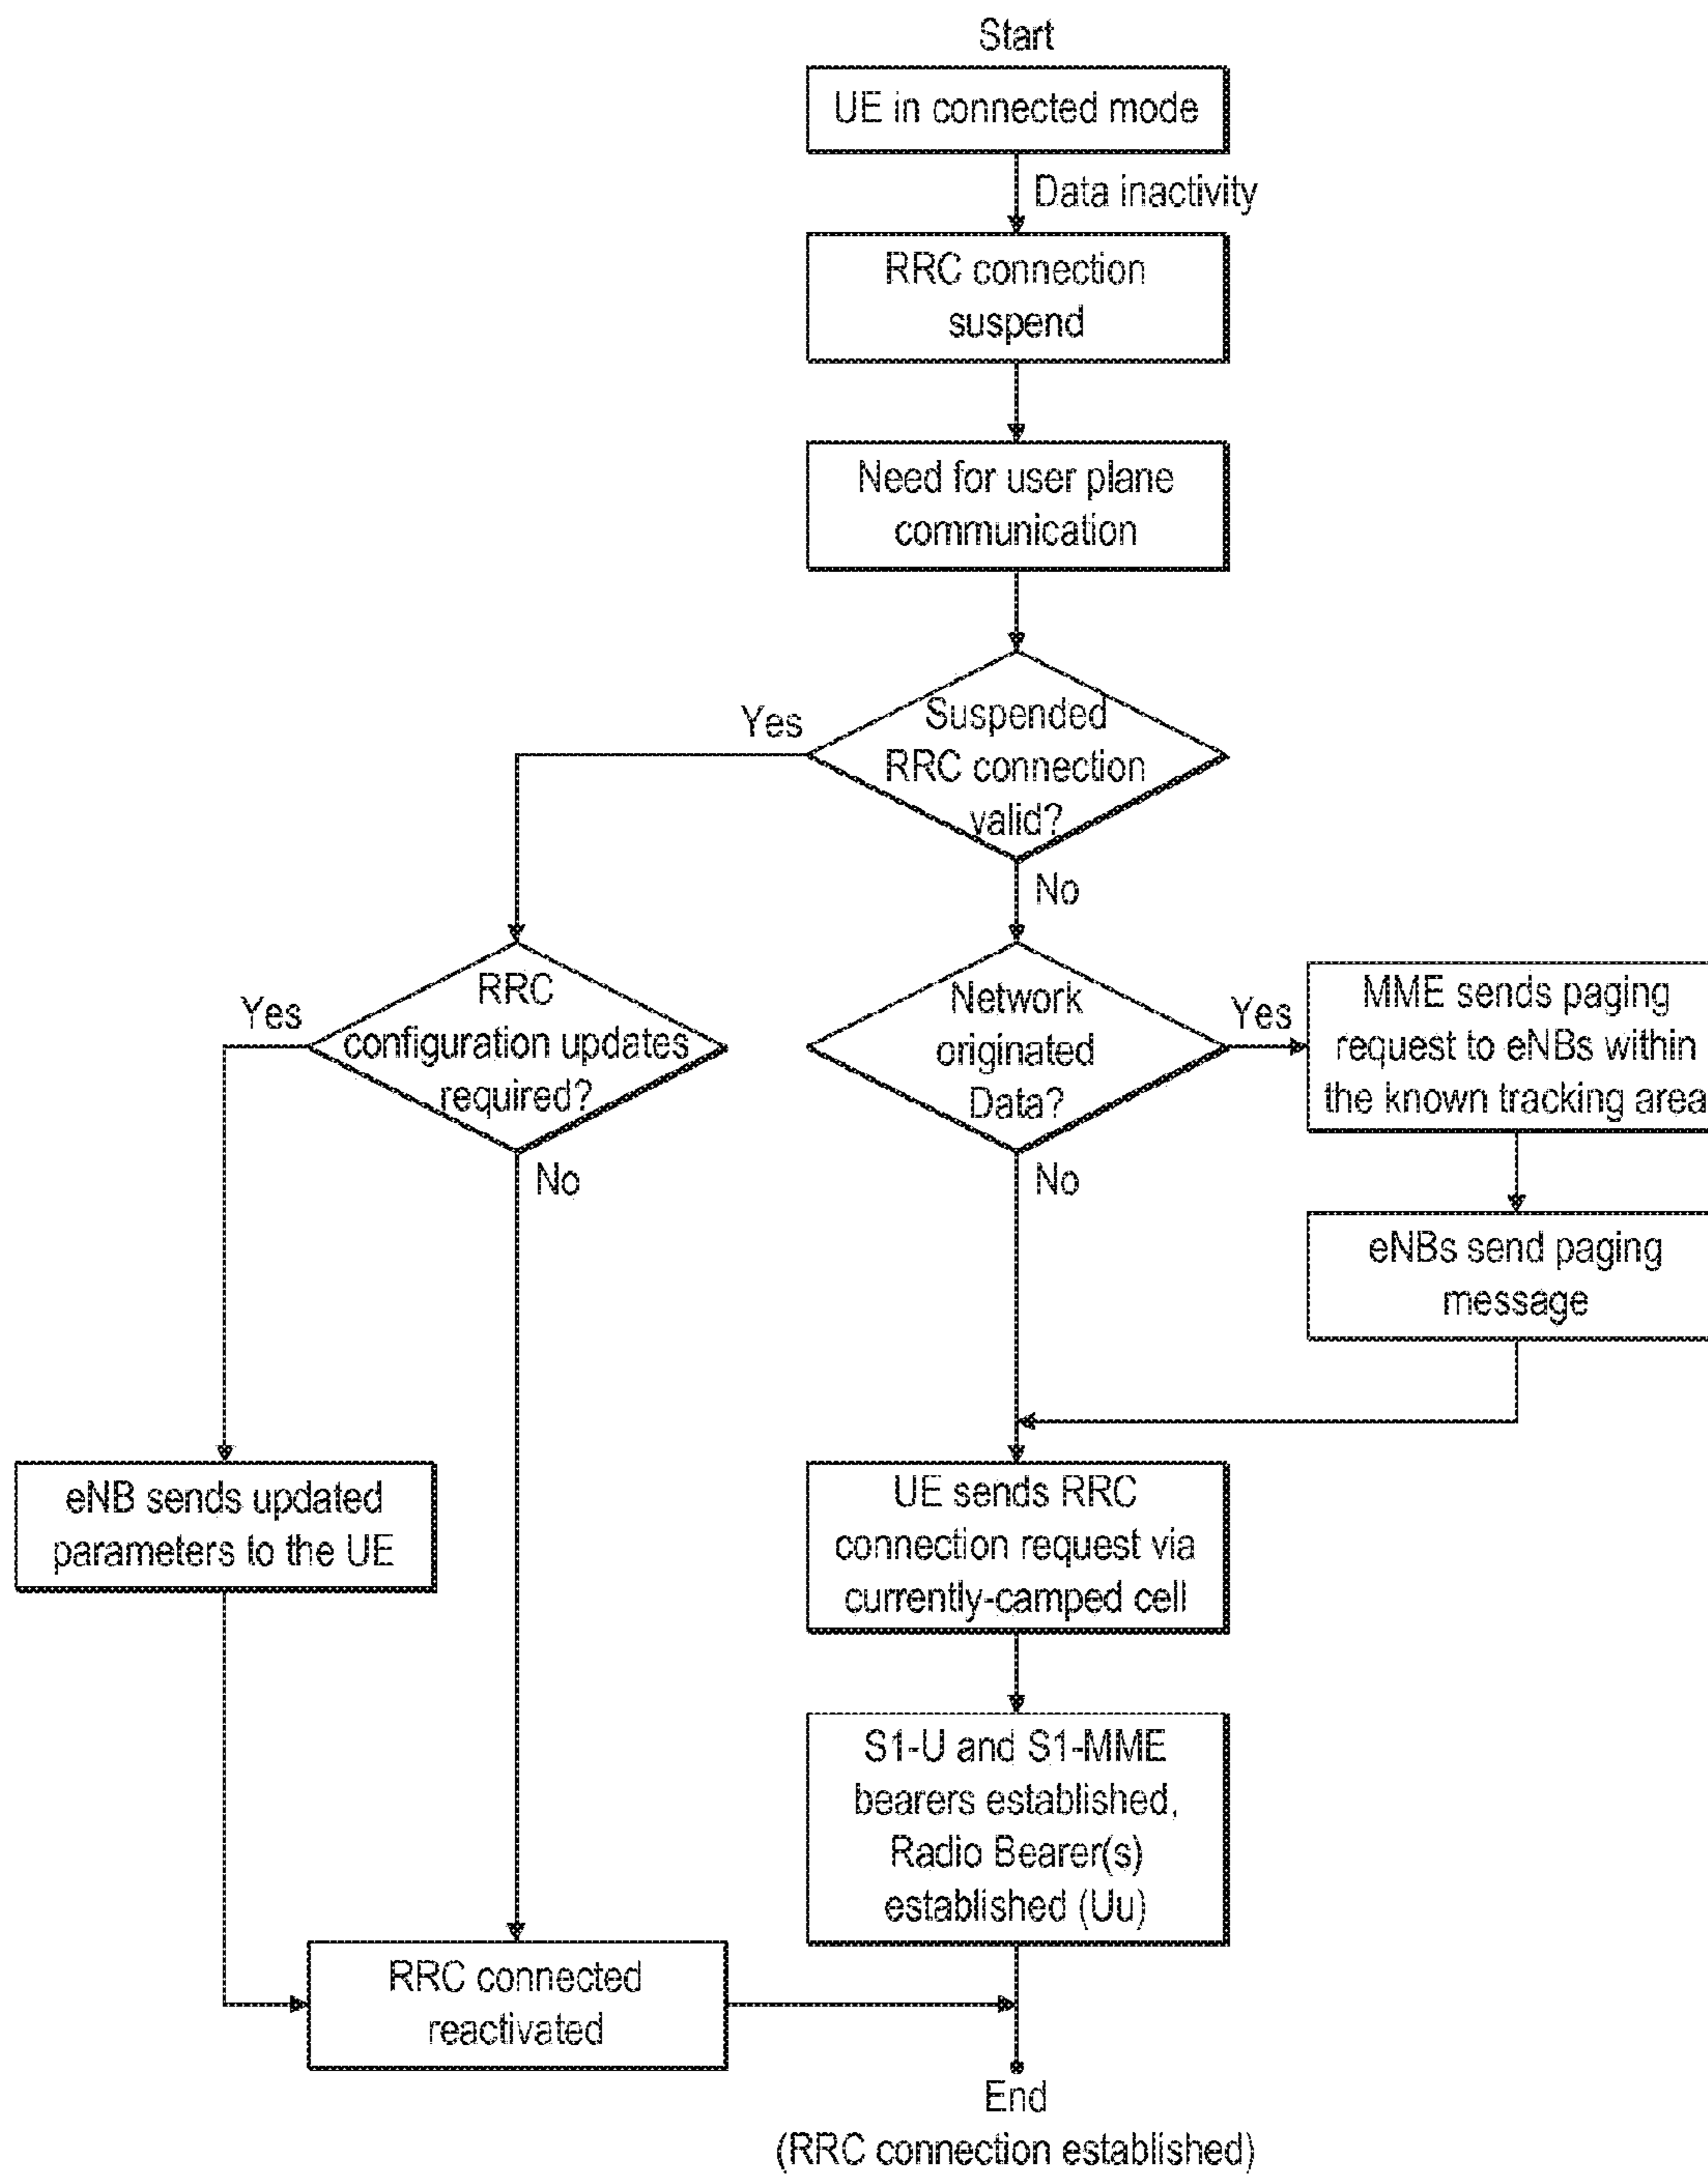 Start
UE in connected mode
Data inactivity
RRC connection
suspend
Need for user plane
communication
Suspended
RRC connection
valid?
Yes
No
RRC
configuration updates
required?
Yes
No
Network
originated
Data?
Yes
No
MME sends paging
request to eNBs within
the known tracking area
eNBs send paging
message
eNB sends updated
parameters to the UE
UE sends RRC
connection request via
currently-camped cell
S1-U and S1-MME
bearers established,
Radio Bearer(s)
established (Uu)
RRC connected
reactivated
End
(RRC connection established)